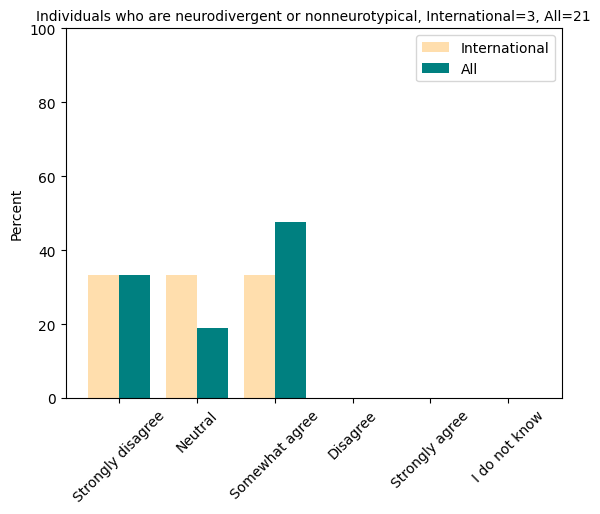 Individuals who are neurodivergent or nonneurotypical, International=3, All=21
International
All
100
80
60
40
20
0
Percent
Strongly disagree
Neutral
Somewhat agree
Disagree
Strongly agree
I do not know